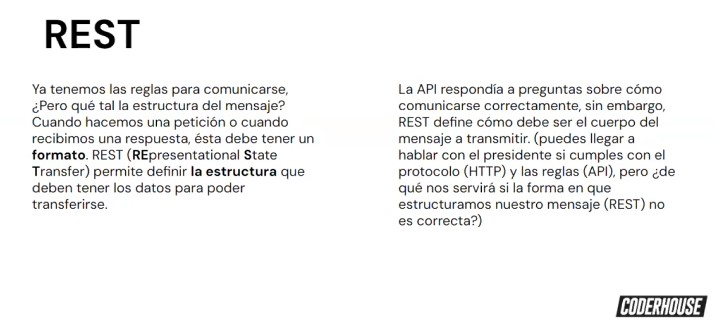 REST
Ya tenemos las reglas para comunicarse,
¿Pero qué tal la estructura del mensaje?
Cuando hacemos una petición o cuando
recibimos una respuesta, ésta debe tener un
formato. REST (REpresentational State
Transfer) permite definir la estructura que
deben tener los datos para poder
transferirse.
La API respondía a preguntas sobre cómo
comunicarse correctamente, sin embargo,
REST define cómo debe ser el cuerpo del
mensaje a transmitir. (puedes llegar a
hablar con el presidente si cumples con el
protocolo (HTTP) y las reglas (API), pero ¿de
qué nos servirá si la forma en que
estructuramos nuestro mensaje (REST) no
es correcta?)
CODERHOUSE